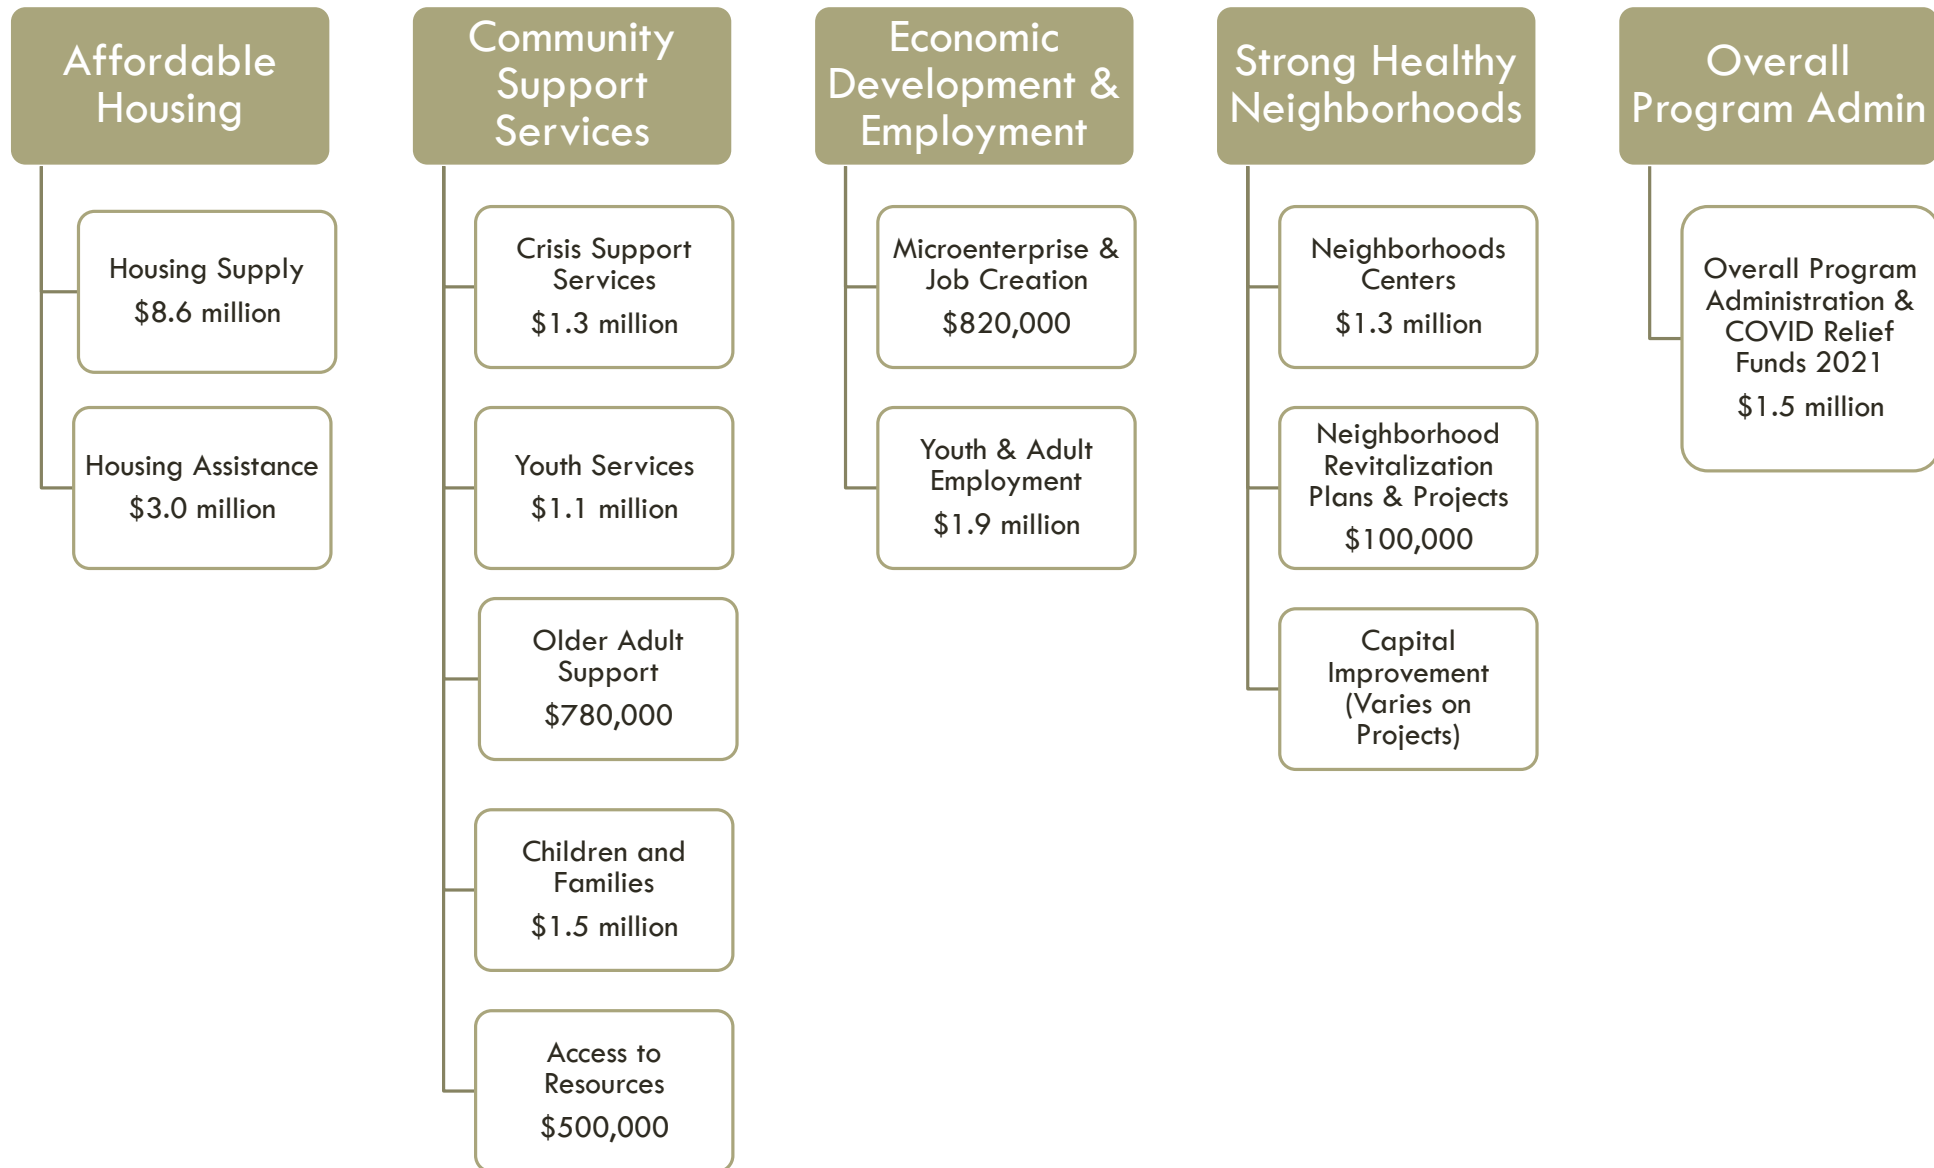 Affordable
Housing
Housing Supply
$8.6 million
Housing Assistance
$3.0 million
Community
Support
Services
Crisis Support
Services
$1.3 million
Youth Services
$1.1 million
Older Adult
Support
$780,000
Children and
Families
$1.5 million
Access to
Resources
$500,000
Economic
Development &
Employment
Microenterprise &
Job Creation
$820,000
Youth & Adult
Employment
$1.9 million
Strong Healthy
Neighborhoods
Neighborhoods
Centers
$1.3 million
Neighborhood
Revitalization
Plans & Projects
$100,000
Capital
Improvement
(Varies on
Projects)
Overall
Program Admin
Overall Program
Administration &
COVID Relief
Funds 2021
$1.5 million